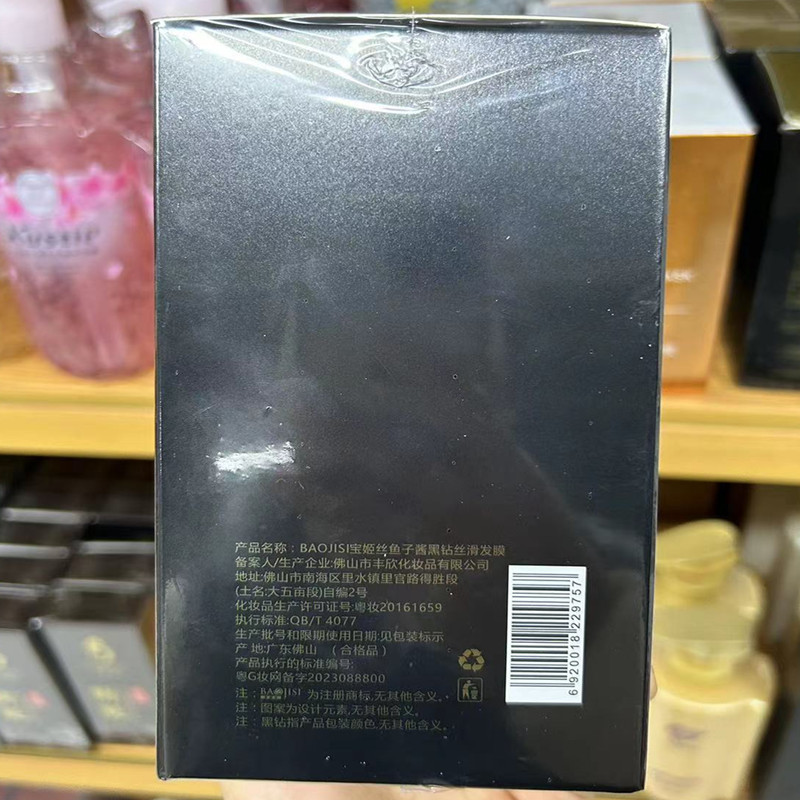 产品名称：BAOJISI宝姬丝鱼子酱黑钻丝滑发膜
备案人/生产企业:佛山市丰欣化妆品有限公司
地址:佛山市南海区里水镇里官路得胜段
(土名:大五亩段)自编2号
化妆品生产许可证号:粤妆20161659
执行标准:QB/T 4077
生产批号和限期使用日期:见包装标示
产 地:广东佛山 （合格品）
产品执行的标准编号:
粤G妆网备字2023088800
注：BAOJISI 为注册商标,无其他含义。
注：图案为设计元素,无其他含义。
注：黑钻指产品包装颜色,无其他含义。
6 920018 229757